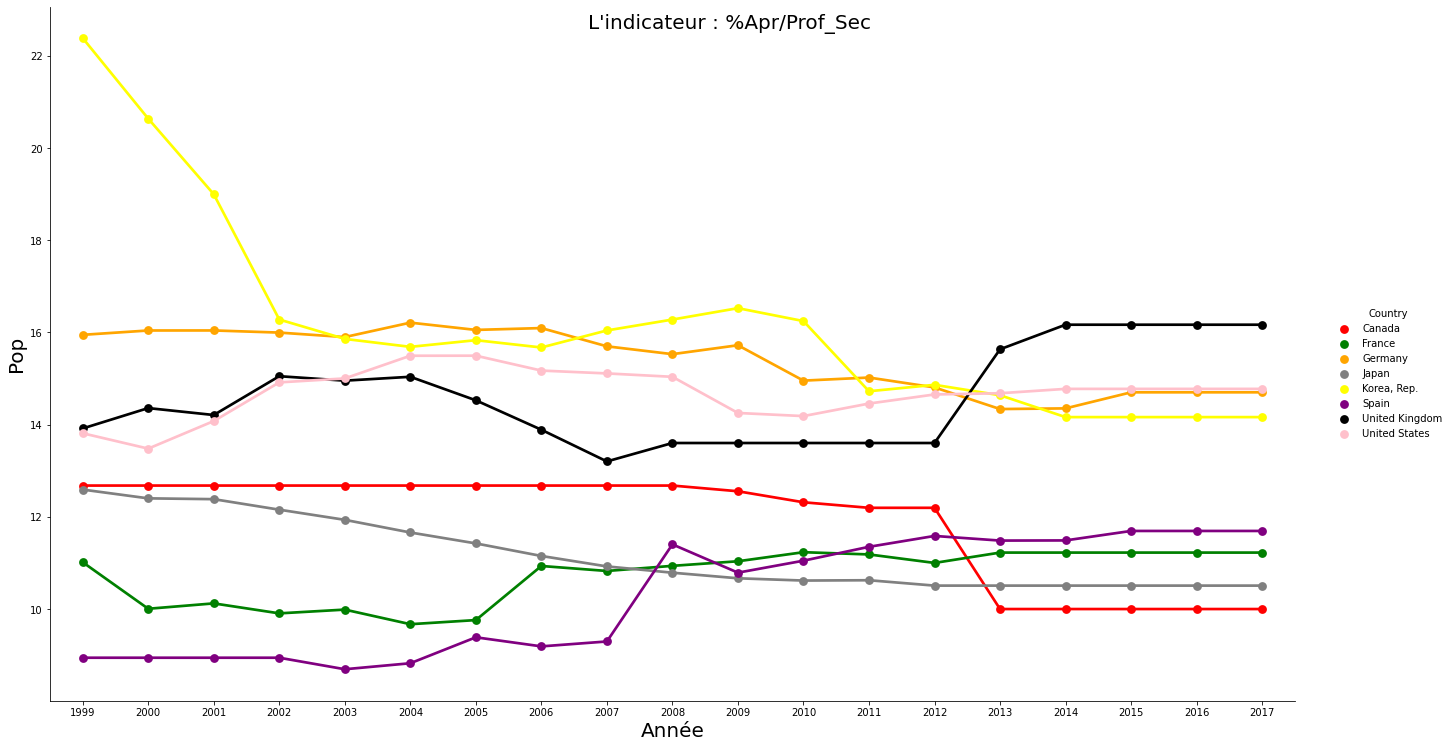 L'indicateur : %Apr/Prof_Sec
22
20
18
16
14
12
10
Pop
1999 2000 2001 2002 2003 2004 2005 2006 2007 2008 2009 2010 2011 2012 2013 2014 2015 2016 2017
Année
Country
Canada
France
Germany
Japan
Korea, Rep.
Spain
United Kingdom
United States